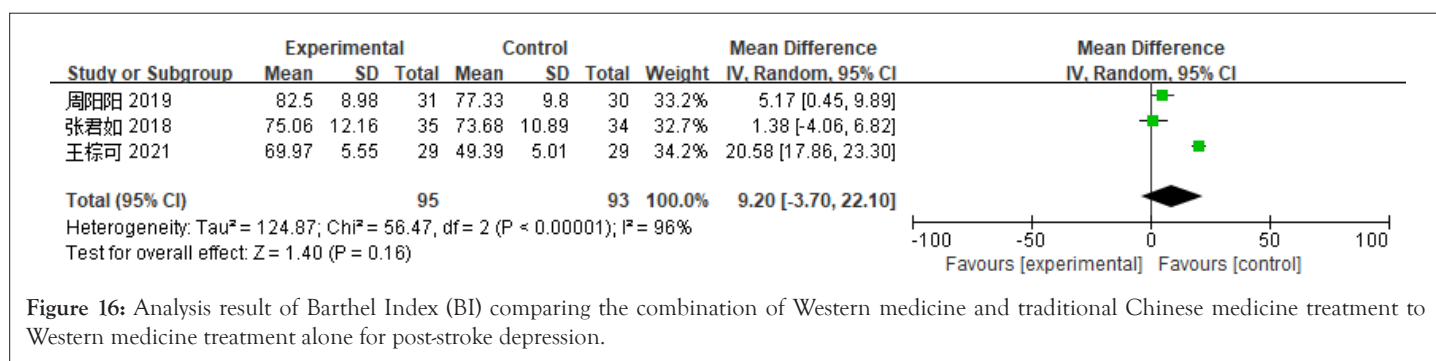 Experimental Control Mean Difference Mean Difference
Study or Subgroup Mean SD Total Mean SD Total Weight IV, Random, 95% CI IV, Random, 95% CI
周阳阳 2019 82.5 8.98 31 77.33 9.8 30 33.2% 5.17 [0.45, 9.89]
张君如 2018 75.06 12.16 35 73.68 10.89 34 32.7% 1.38 [-4.06, 6.82]
王棕可 2021 69.97 5.55 29 49.39 5.01 29 34.2% 20.58 [17.86, 23.30]
Total (95% CI) 95 93 100.0% 9.20 [-3.70, 22.10]
Heterogeneity: Tau² = 124.87; Chi² = 56.47, df = 2 (P < 0.00001); I² = 96%
Test for overall effect: Z = 1.40 (P = 0.16)
-100 -50 0 50 100
Favours [experimental] Favours [control]
Figure 16: Analysis result of Barthel Index (BI) comparing the combination of Western medicine and traditional Chinese medicine treatment to
Western medicine treatment alone for post-stroke depression.